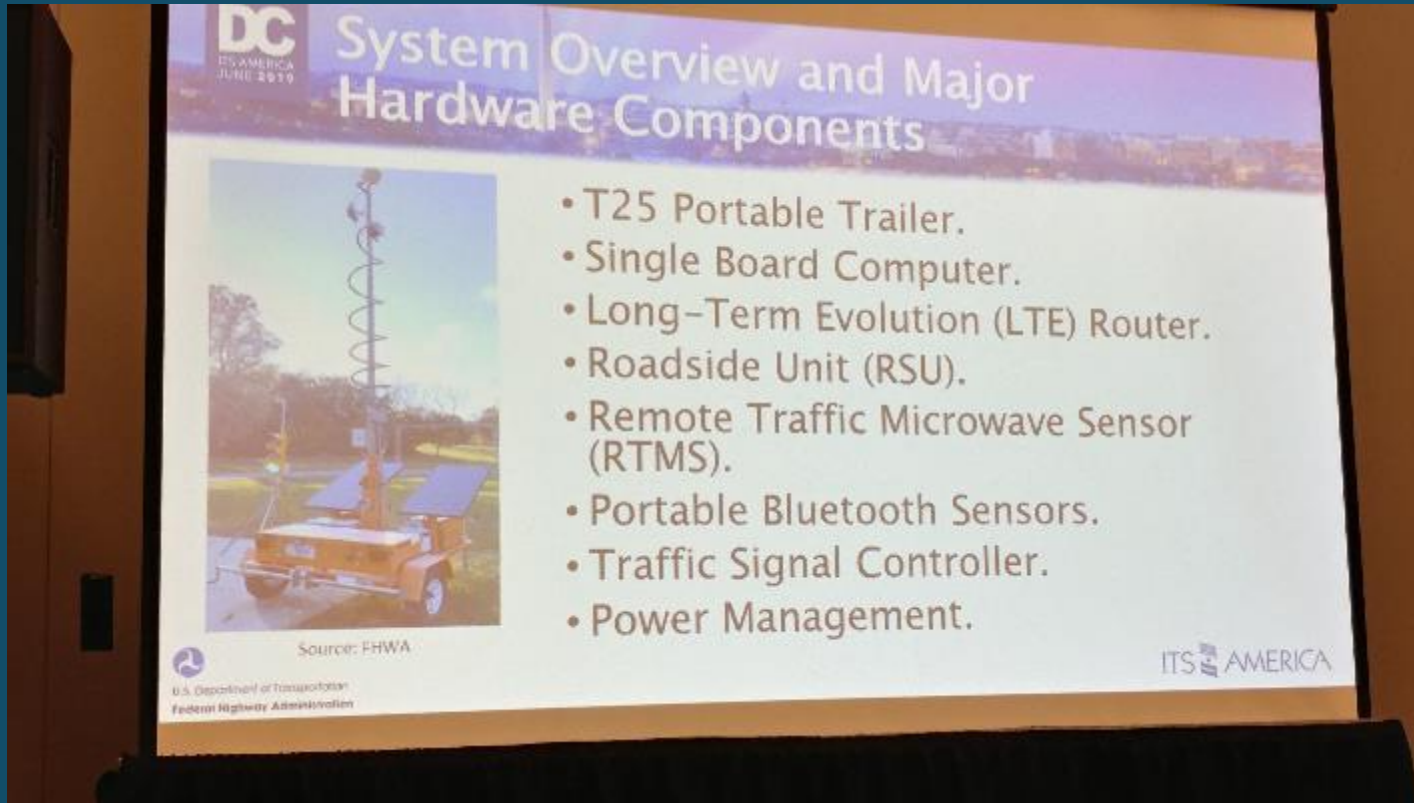 DC
ITS AMERICA
JUNE 2019
System Overview and Major
Hardware Components
• T25 Portable Trailer.
• Single Board Computer.
• Long-Term Evolution (LTE) Router.
• Roadside Unit (RSU).
• Remote Traffic Microwave Sensor
(RTMS).
• Portable Bluetooth Sensors.
• Traffic Signal Controller.
• Power Management.
Source: FHWA
U.S. Department of Transportation
Federal Highway Administration
ITS AMERICA